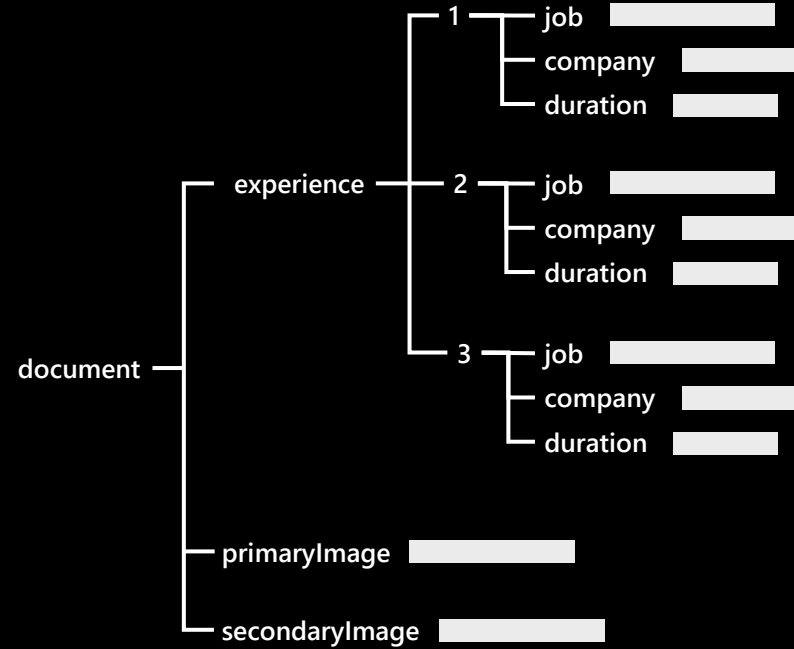 1 job
company
duration
experience 2 job
company
duration
3 job
document
company
duration
primaryImage
secondaryImage